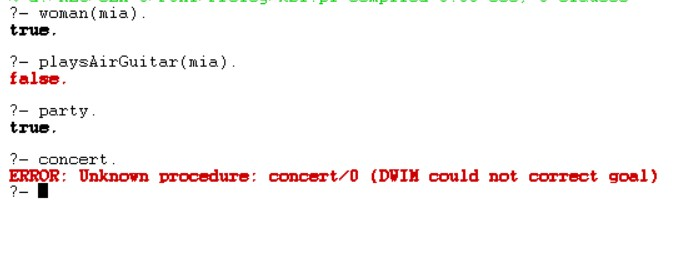 ?- woman(mia).
true.
?- playsAirGuitar(mia).
false.
?- party.
true.
?- concert.
ERROR: Unknown procedure: concert/0 (DWIM could not correct goal)
?-